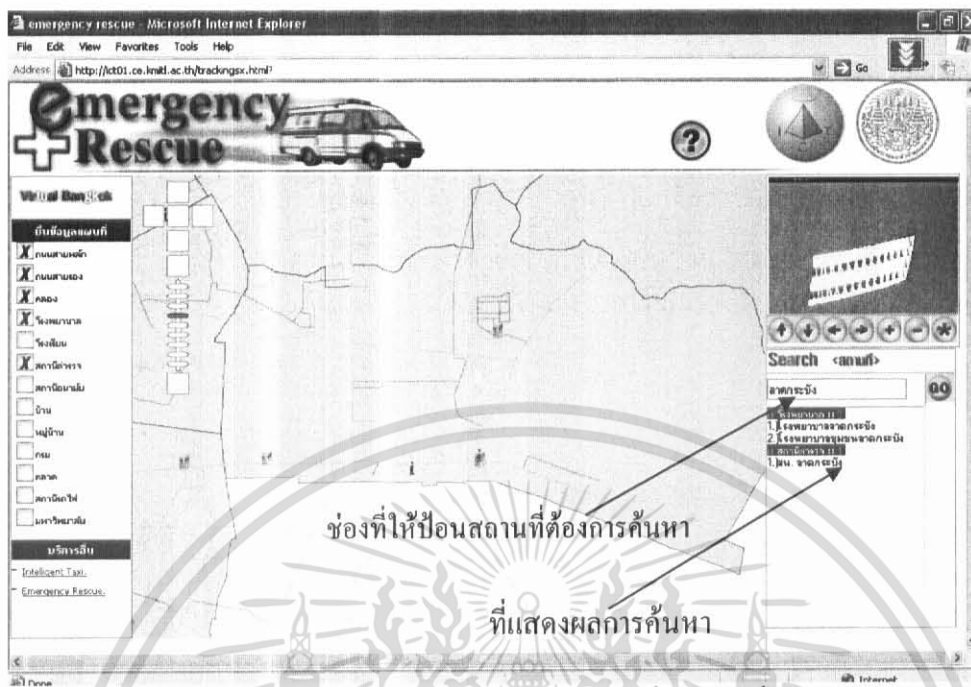 emergency rescue - Microsoft Internet Explorer
File Edit View Favorites Tools Help
Address http://ict01.ce.kmitl.ac.th/trackingsx.html?
Go
Emergency
Rescue
?
Virtual Bangkok
ยื่นข้อมูลแผนที่
X ถนนสายหลัก
X ถนนสายรอง
X คลอง
X โรงพยาบาล
โรงเรียน
X สถานีตำรวจ
สถานีอนามัย
บ้าน
หมู่บ้าน
กรม
ตลาด
สถานีรถไฟ
มหาวิทยาลัย
บริการอื่น
Intelligent Taxi.
Emergency Rescue.
Search <สถานที่>
ลาดกระบัง
GO
โรงพยาบาล
1. โรงพยาบาลลาดกระบัง
2. โรงพยาบาลชุมชนลาดกระบัง
สถานีตำรวจ
1. สน. ลาดกระบัง
ช่องที่ให้ป้อนสถานที่ต้องการค้นหา
ที่แสดงผลการค้นหา
Done
Internet